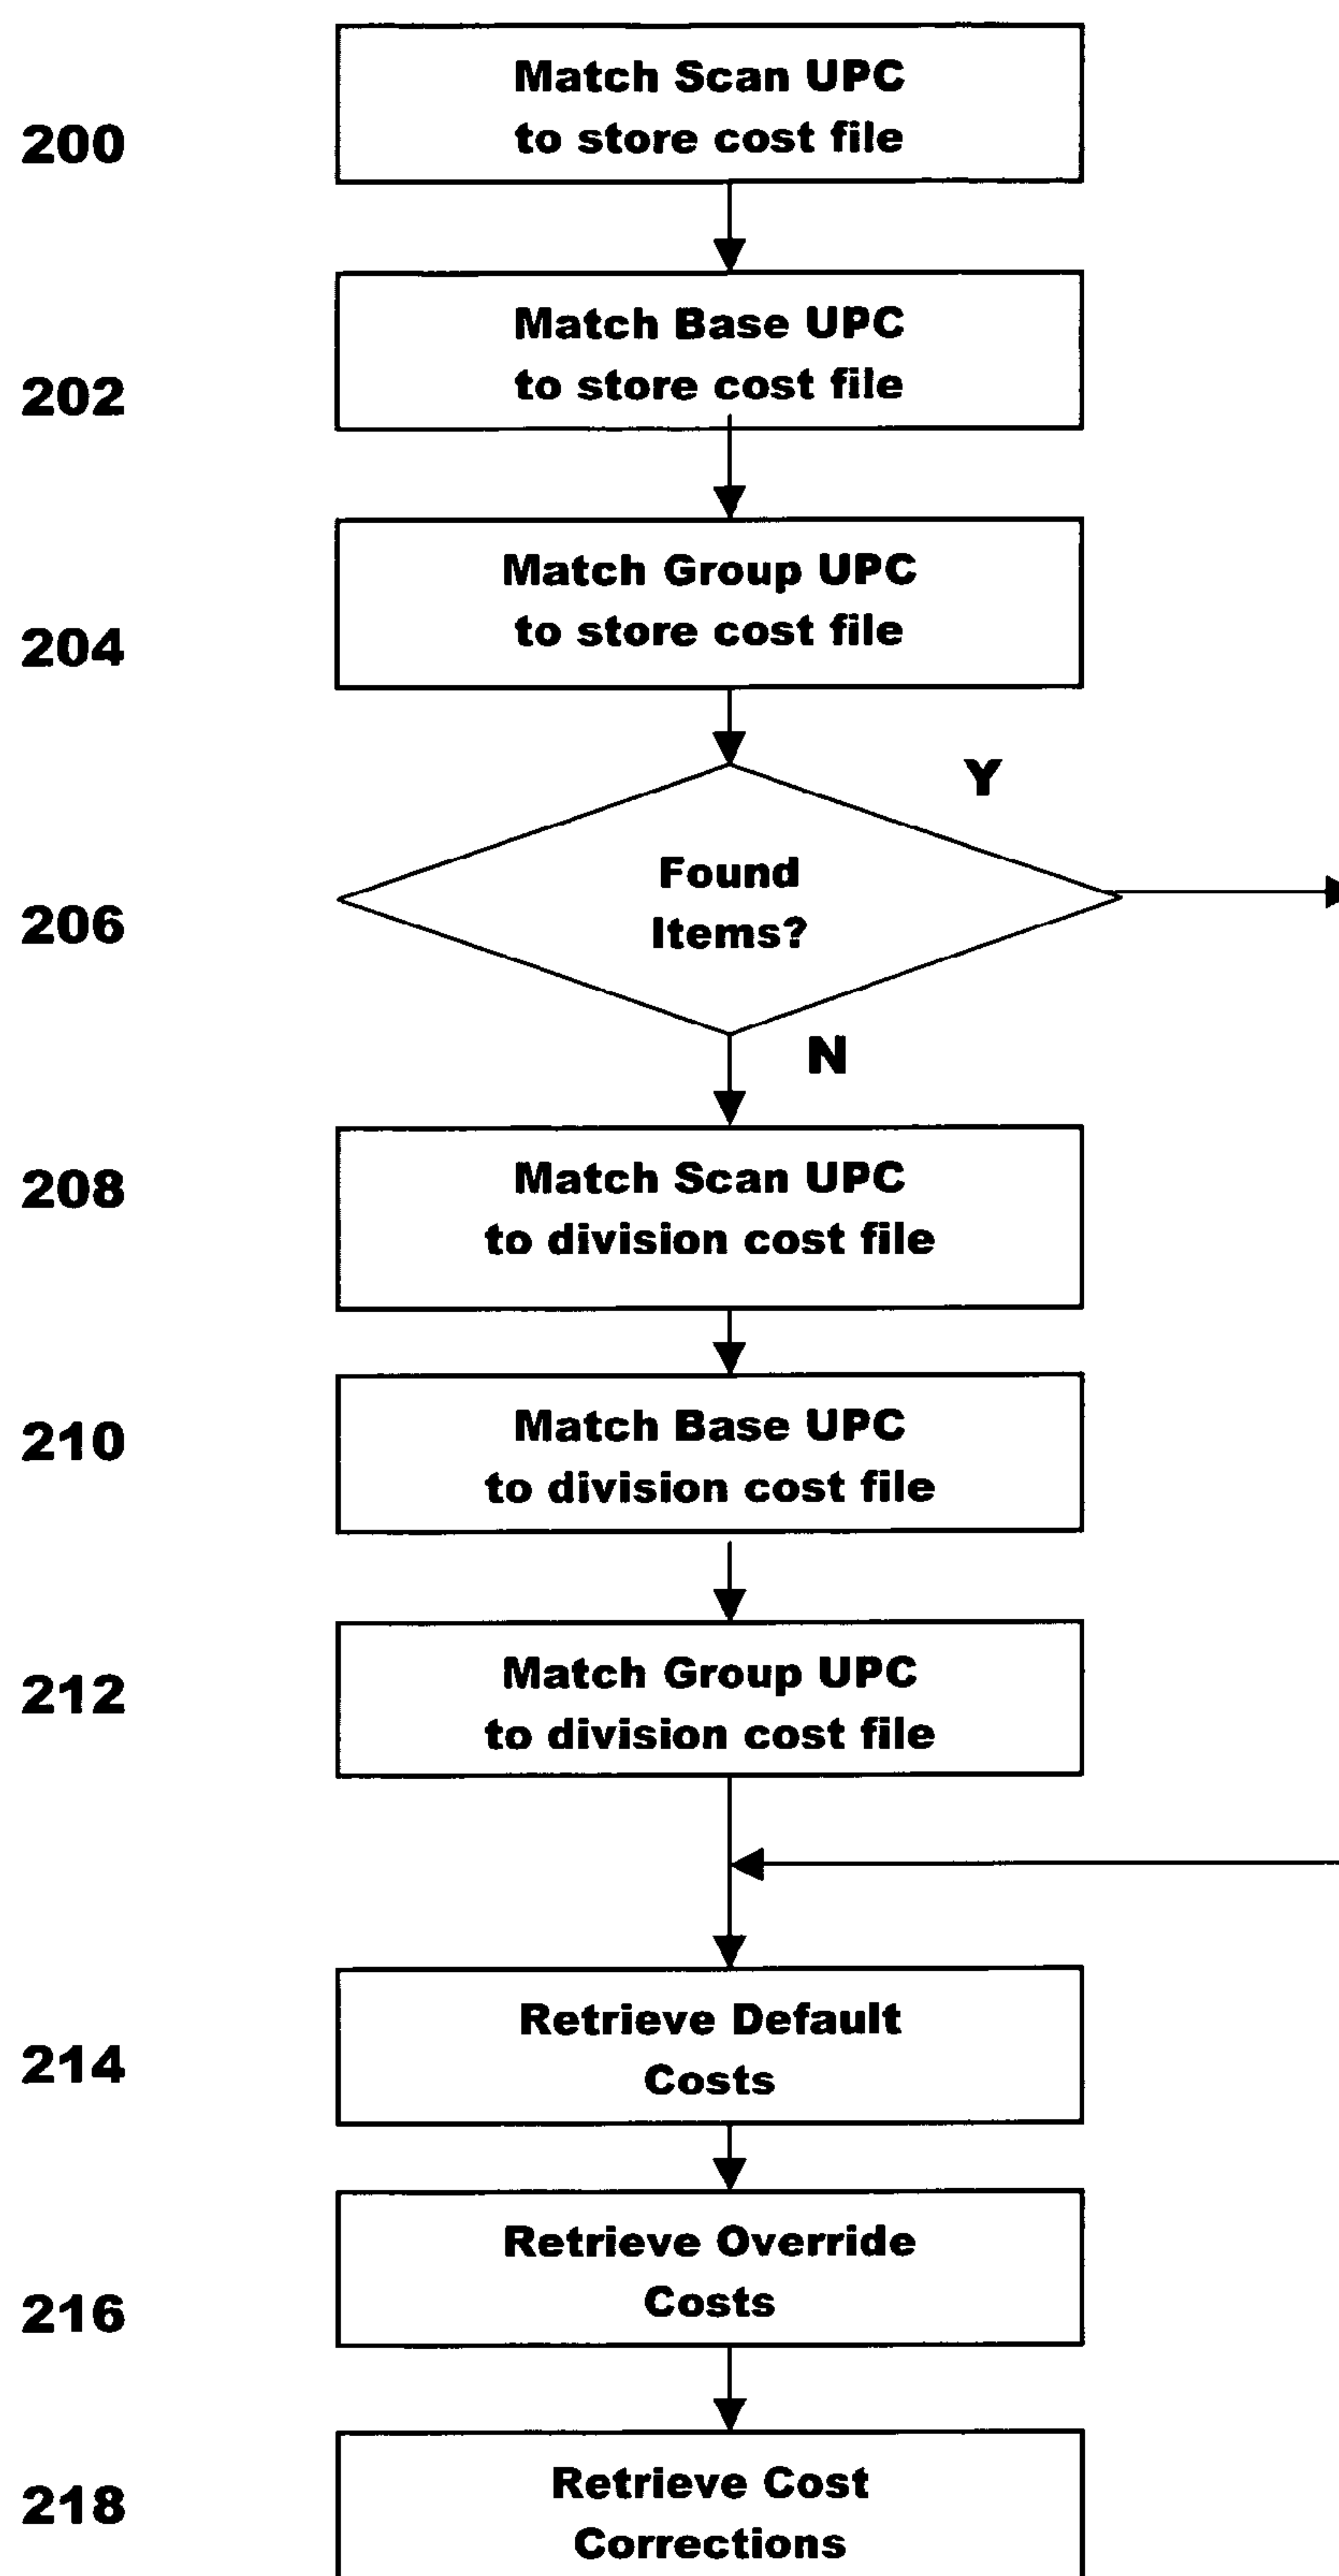 200
Match Scan UPC
to store cost file
202
Match Base UPC
to store cost file
204
Match Group UPC
to store cost file
Y
206
Found
Items?
N
208
Match Scan UPC
to division cost file
210
Match Base UPC
to division cost file
212
Match Group UPC
to division cost file
214
Retrieve Default
Costs
216
Retrieve Override
Costs
218
Retrieve Cost
Corrections